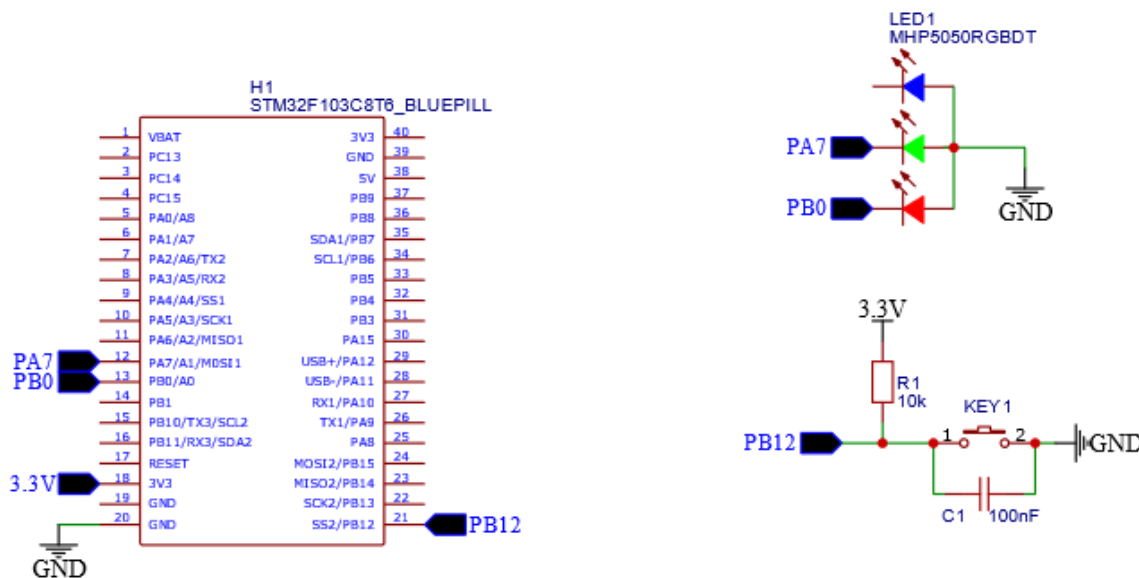 H1
STM32F103C8T6_BLUEPILL
1 VBAT 3V3 40
2 PC13 GND 39
3 PC14 5V 38
4 PC15 PB9 37
5 PA0/A8 PB8 36
6 PA1/A7 SDA1/PB7 35
7 PA2/A6/TX2 SCL1/PB6 34
8 PA3/A5/RX2 PB5 33
9 PA4/A4/SS1 PB4 32
10 PA5/A3/SCK1 PB3 31
11 PA6/A2/MISO1 PA15 30
PA7 12 PA7/A1/MOSI1 USB+/PA12 29
PB0 13 PB0/A0 USB-/PA11 28
14 PB1 RX1/PA10 27
15 PB10/TX3/SCL2 TX1/PA9 26
16 PB11/RX3/SDA2 PA8 25
17 RESET MOSI2/PB15 24
3.3V 18 3V3 MISO2/PB14 23
19 GND SCK2/PB13 22
20 GND SS2/PB12 21 PB12
GND
LED1
MHP5050RGBDT
PA7
PB0
GND
3.3V
R1
10k
KEY1
PB12 1 2 GND
C1 100nF